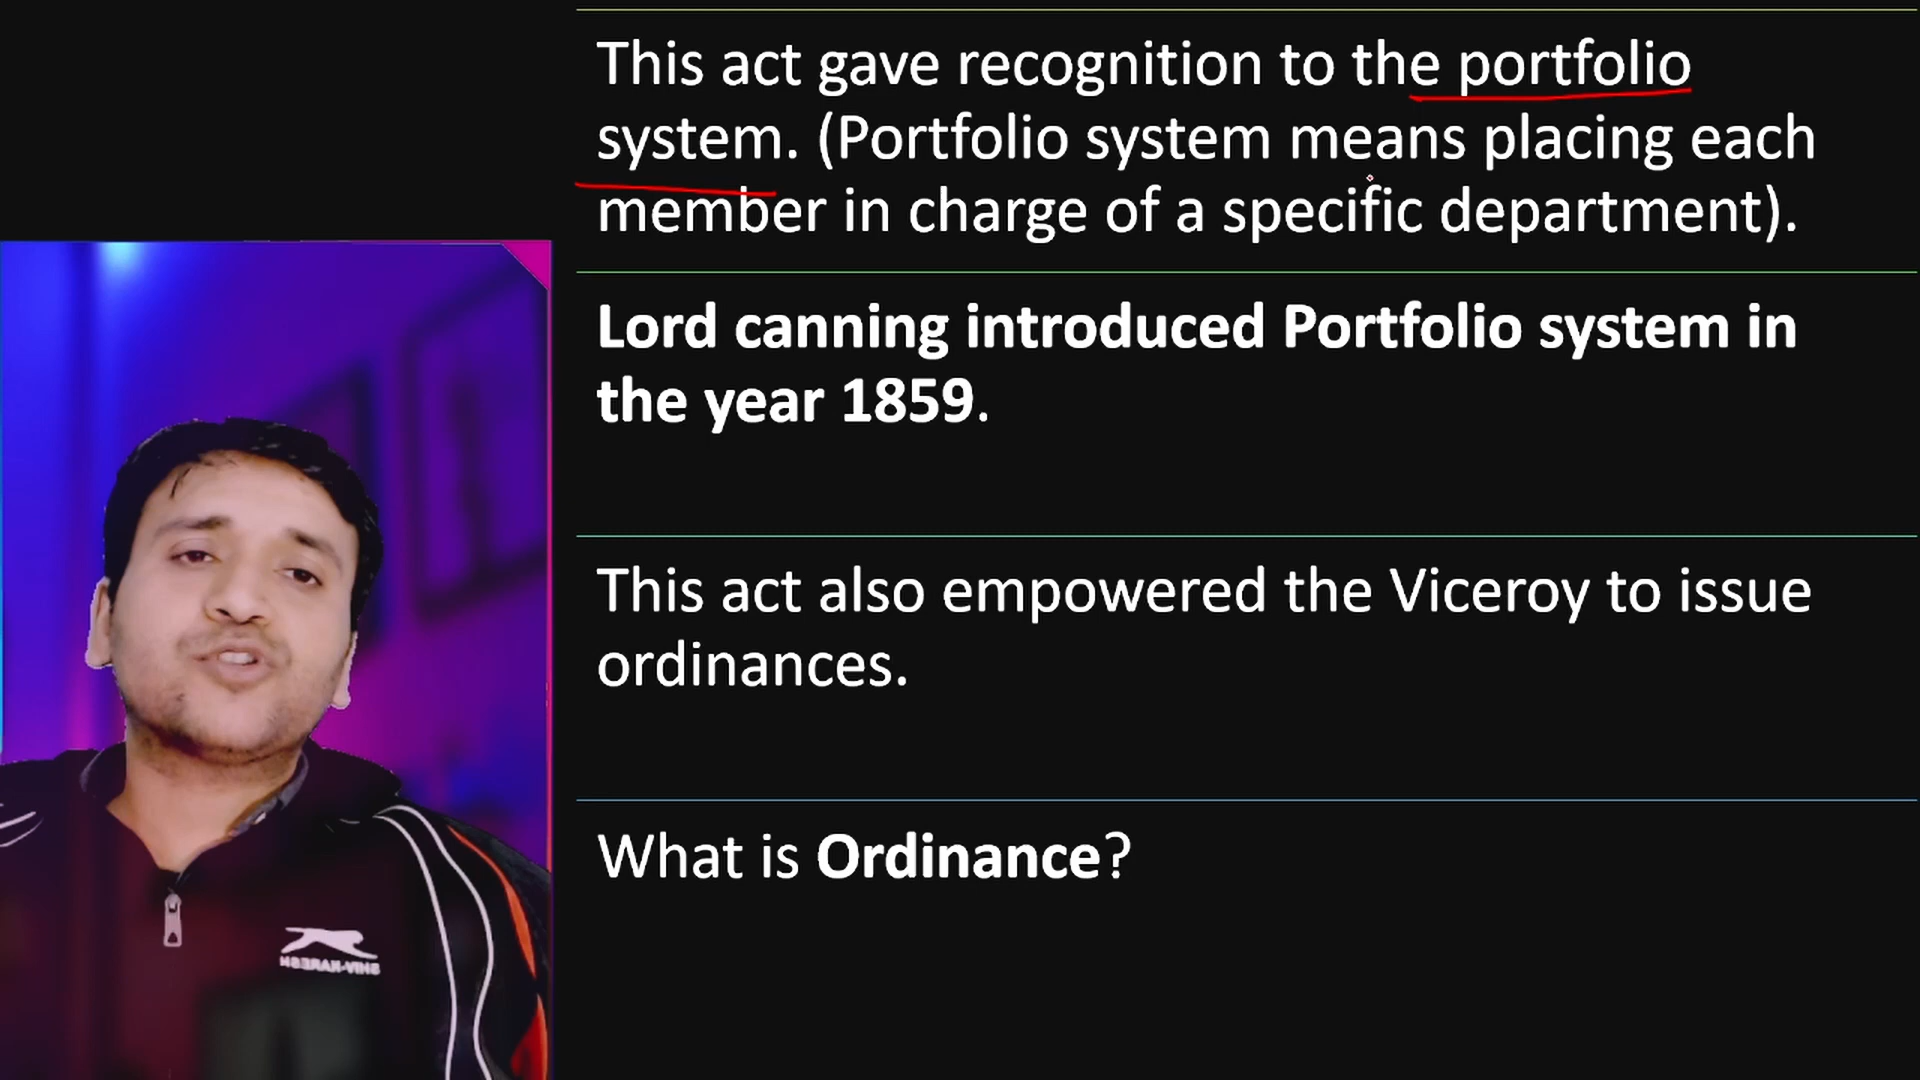 This act gave recognition to the portfolio
system. (Portfolio system means placing each
member in charge of a specific department).
Lord canning introduced Portfolio system in
the year 1859.
This act also empowered the Viceroy to issue
ordinances.
What is Ordinance?
SHIV-NARESH